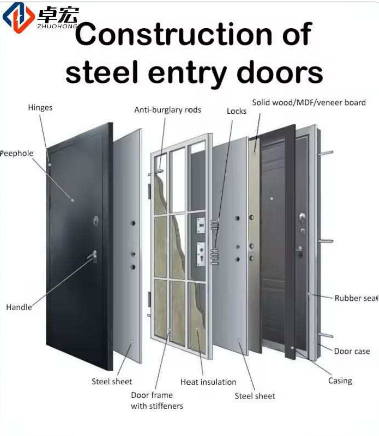 卓宏
ZHUOHONG
Construction of
steel entry doors
Hinges
Anti-burglary rods
Locks
Solid wood/MDF/veneer board
Peephole
Handle
Rubber sea
Door case
Steel sheet
Heat insulation
Casing
Door frame
with stiffeners
Steel sheet